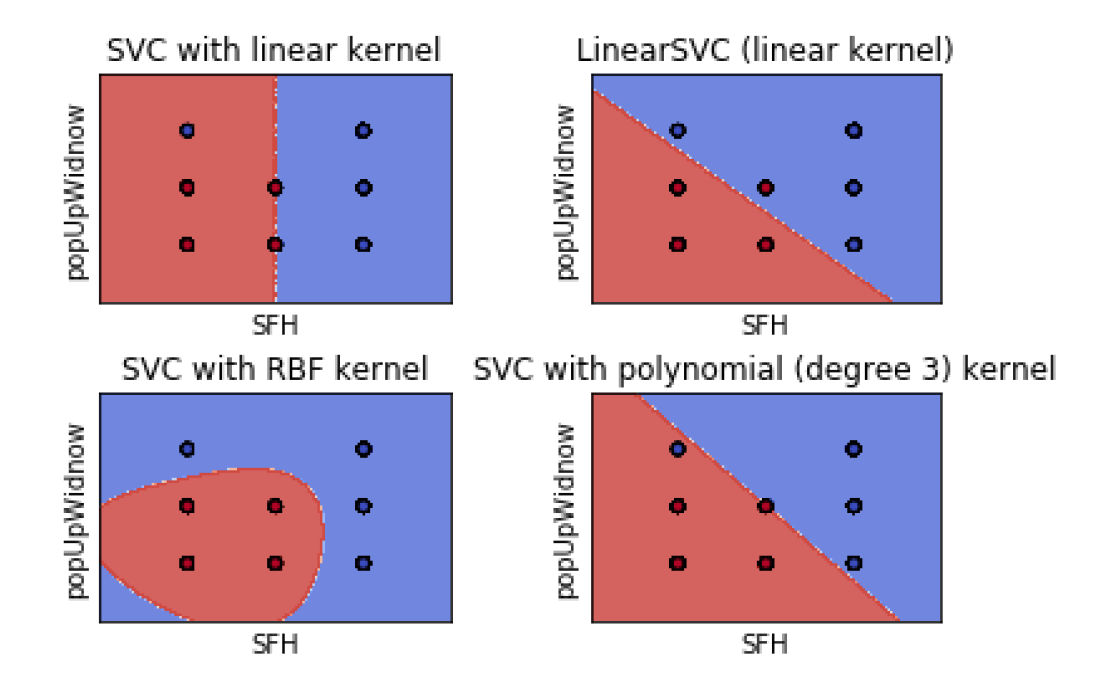 SVC with linear kernel
popUpWidnow
SFH
LinearSVC (linear kernel)
popUpWidnow
SFH
SVC with RBF kernel
popUpWidnow
SFH
SVC with polynomial (degree 3) kernel
popUpWidnow
SFH